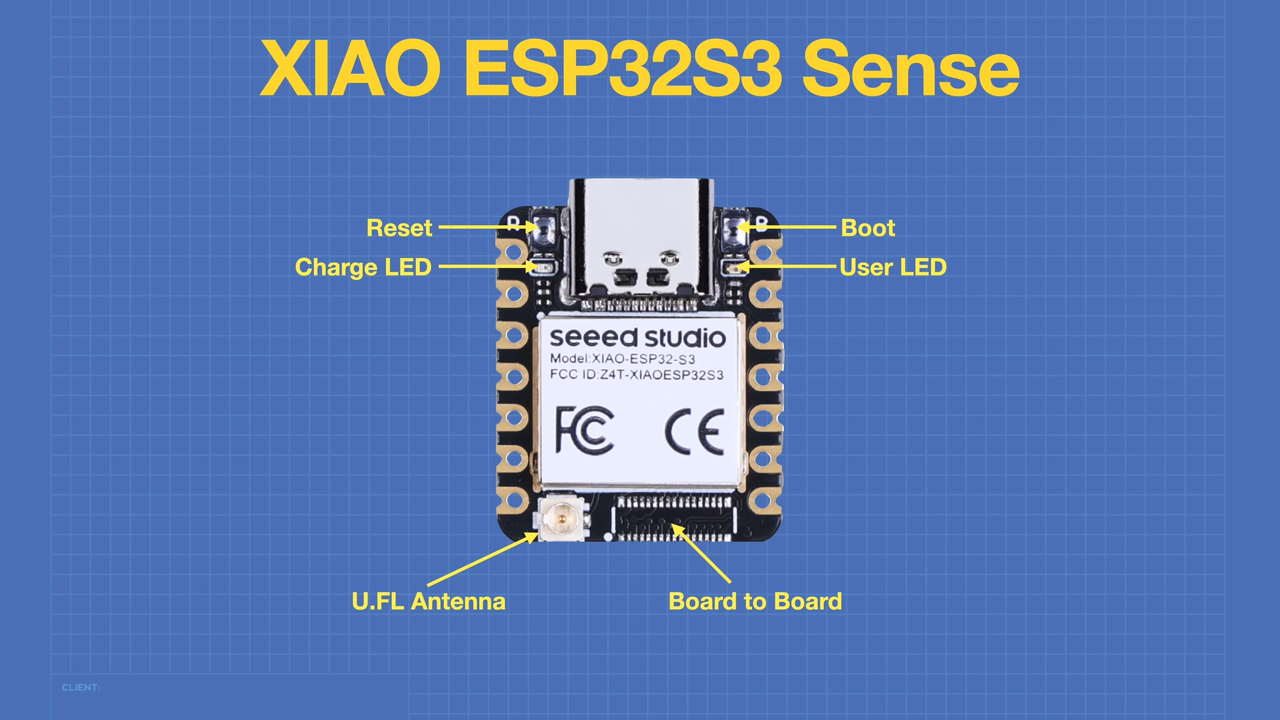 XIAO ESP32S3 Sense
R
B
Reset
Boot
Charge LED
User LED
seeed studio
Model:XIAO-ESP32-S3
FCC ID:Z4T-XIAOESP32S3
FC CE
U.FL Antenna
Board to Board
CLIENT: